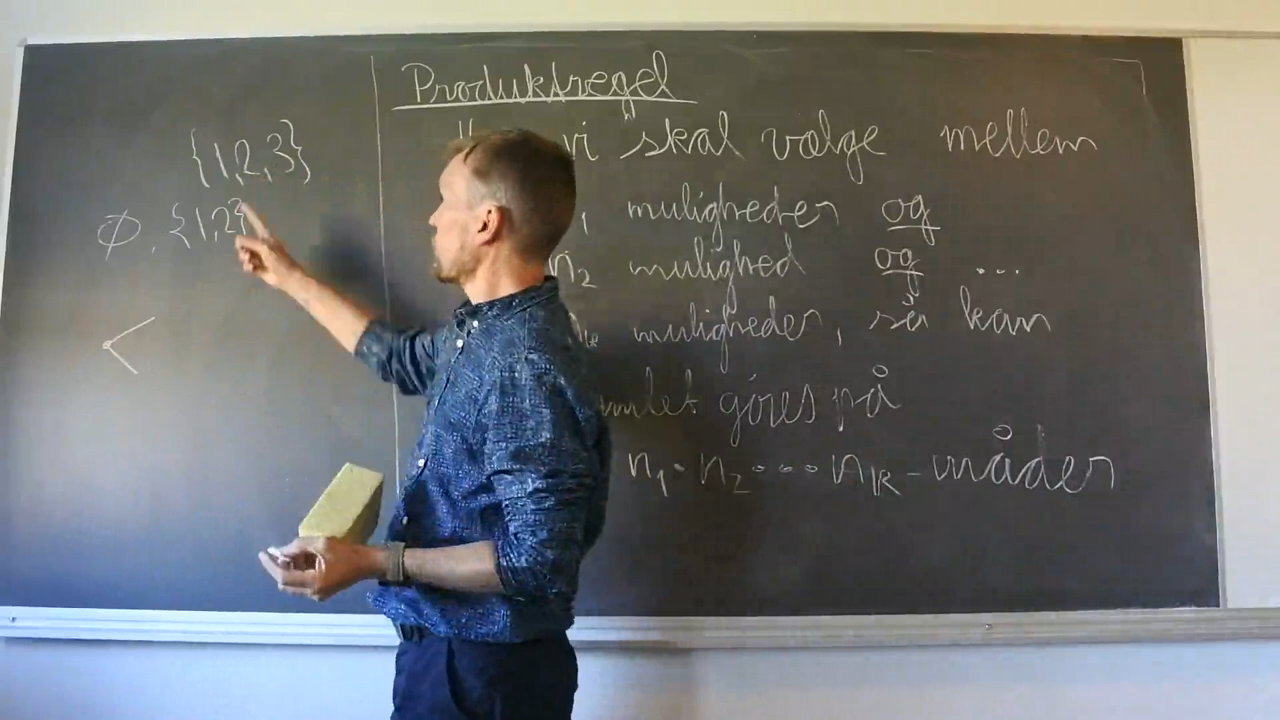 {1,2,3}
∅, {1,2}
Produktregel
vi skal vælge mellem
muligheder og
n₂ mulighed og ...
muligheder, så kan
gøres på
n₁·n₂····nₖ-måder